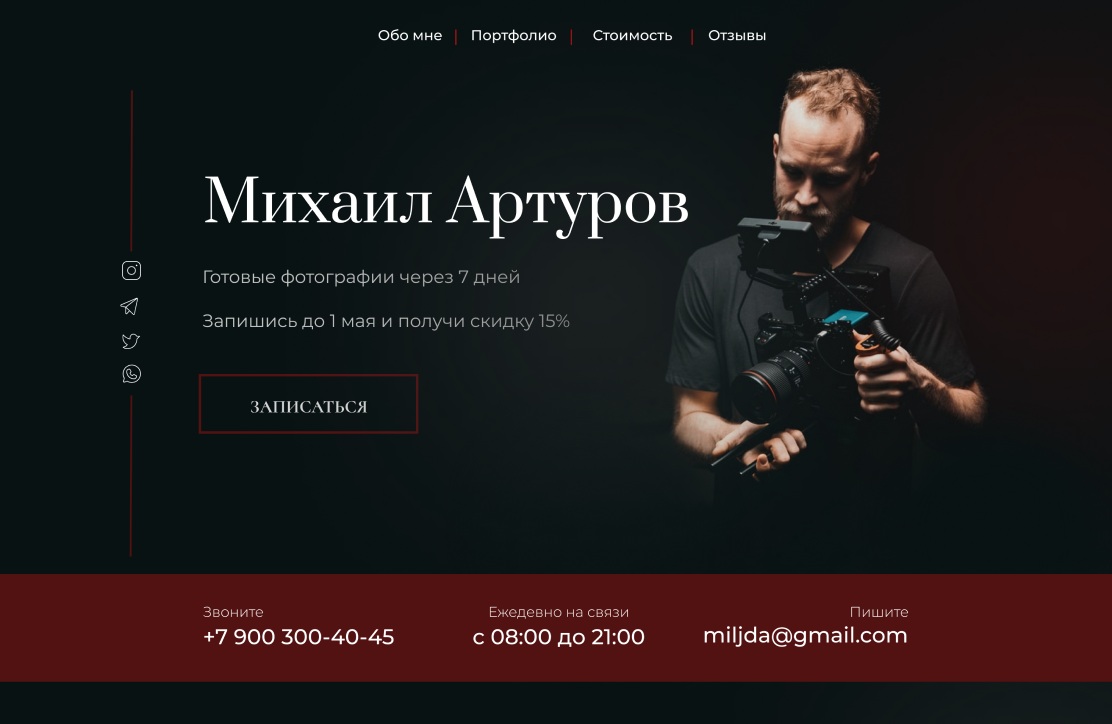 Обо мне | Портфолио | Стоимость | Отзывы
Михаил Артуров
Готовые фотографии через 7 дней
Запишись до 1 мая и получи скидку 15%
ЗАПИСАТЬСЯ
Звоните
+7 900 300-40-45
Ежедевно на связи
с 08:00 до 21:00
Пишите
miljda@gmail.com